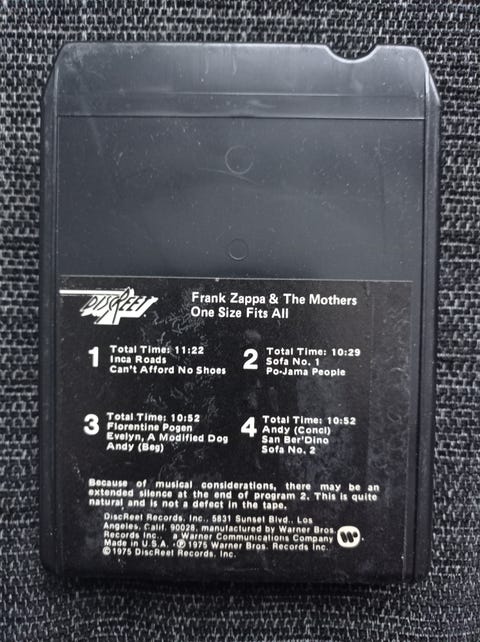 DISCREET
Frank Zappa & The Mothers
One Size Fits All
1 Total Time: 11:22
Inca Roads
Can't Afford No Shoes
2 Total Time: 10:29
Sofa No. 1
Po-Jama People
3 Total Time: 10:52
Florentine Pogen
Evelyn, A Modified Dog
Andy (Beg)
4 Total Time: 10:52
Andy (Concl)
San Ber'Dino
Sofa No. 2
Because of musical considerations, there may be an
extended silence at the end of program 2. This is quite
natural and is not a defect in the tape.
DiscReet Records, Inc., 5831 Sunset Blvd., Los
Angeles, Calif. 90028, manufactured by Warner Bros.
Records Inc., a Warner Communications Company
Made in U.S.A. ℗ 1975 Warner Bros. Records Inc.
© 1975 DiscReet Records, Inc.